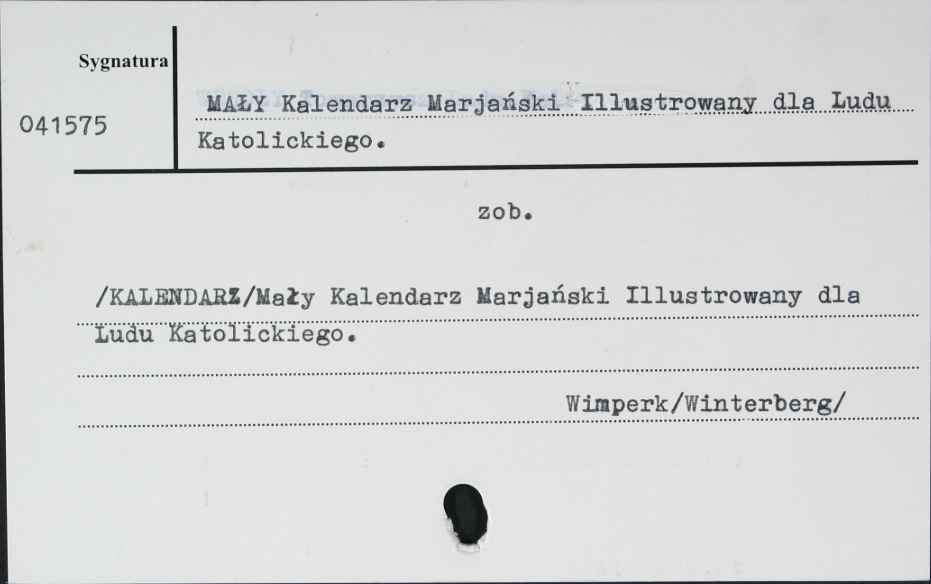 Sygnatura
041575
MAŁY Kalendarz Marjański Illustrowany dla Ludu
Katolickiego.
zob.
/KALENDARZ/Mały Kalendarz Marjański Illustrowany dla
Ludu Katolickiego.
Wimperk/Winterberg/